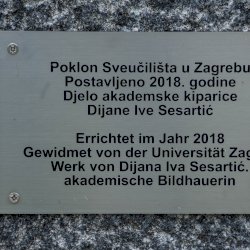 Poklon Sveučilišta u Zagrebu
Postavljeno 2018. godine
Djelo akademske kiparice
Dijane Ive Sesartić
Errichtet im Jahr 2018
Gewidmet von der Universität Zag
Werk von Dijana Iva Sesartić.
akademische Bildhauerin